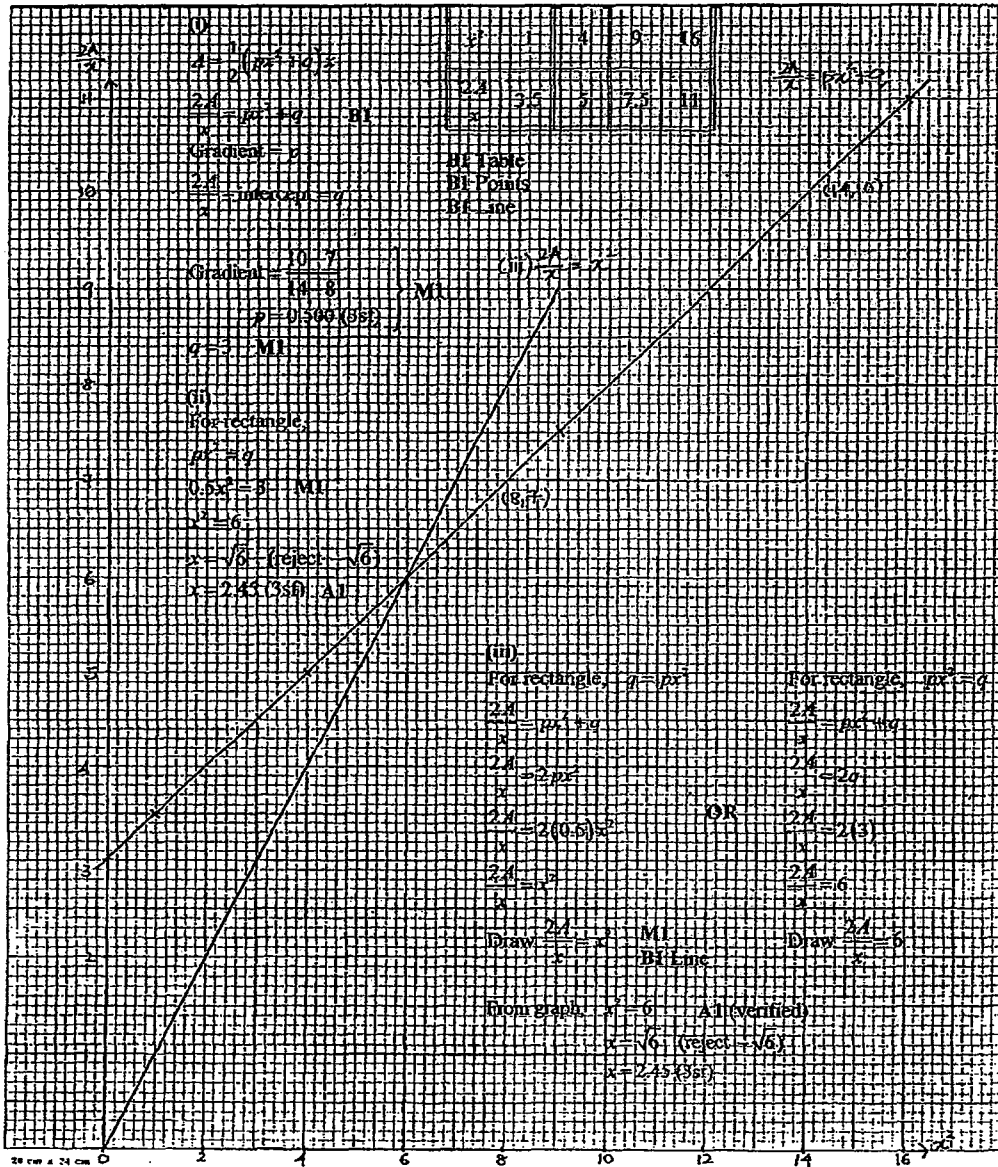 (i)
A = 1/2 (px² + q)x
2A/x = px² + q B1
Gradient = p
2A/x - intercept = q
x² 1 4 9 16
2A/x 3.5 5 7.5 11
B1 Table
B1 Points
B1 Line
2A/x = px² + q
(14, 10)
Gradient = (10 - 7)/(14 - 8)
p = 0.500 (3sf) } M1
q = 3 M1
(iii) 2A/x = x²
(ii)
For rectangle,
px² = q
0.5x² = 3 M1
x² = 6
x = √6 (reject -√6)
x = 2.45 (3sf) A1
(8, 7)
(iii)
For rectangle, q = px²
2A/x = px² + q
2A/x = 2px²
2A/x = 2(0.5)x²
2A/x = x²
Draw 2A/x = x² M1
B1 Line
OR
For rectangle, px² = q
2A/x = px² + q
2A/x = 2q
2A/x = 2(3)
2A/x = 6
Draw 2A/x = 6
From graph, x² = 6 A1 (verified)
x = √6 (reject -√6)
x = 2.45 (3sf)
2A/x
11
10
9
8
7
6
5
4
3
2
0 2 4 6 8 10 12 14 16 x²
20 cm x 24 cm